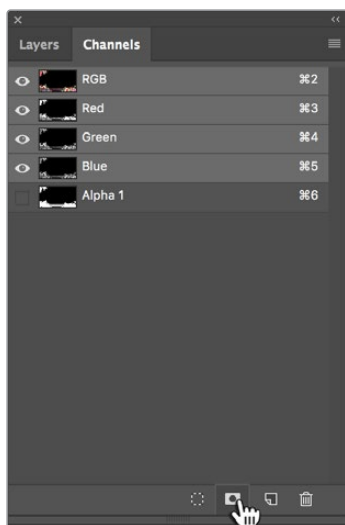 Layers Channels
RGB ⌘2
Red ⌘3
Green ⌘4
Blue ⌘5
Alpha 1 ⌘6